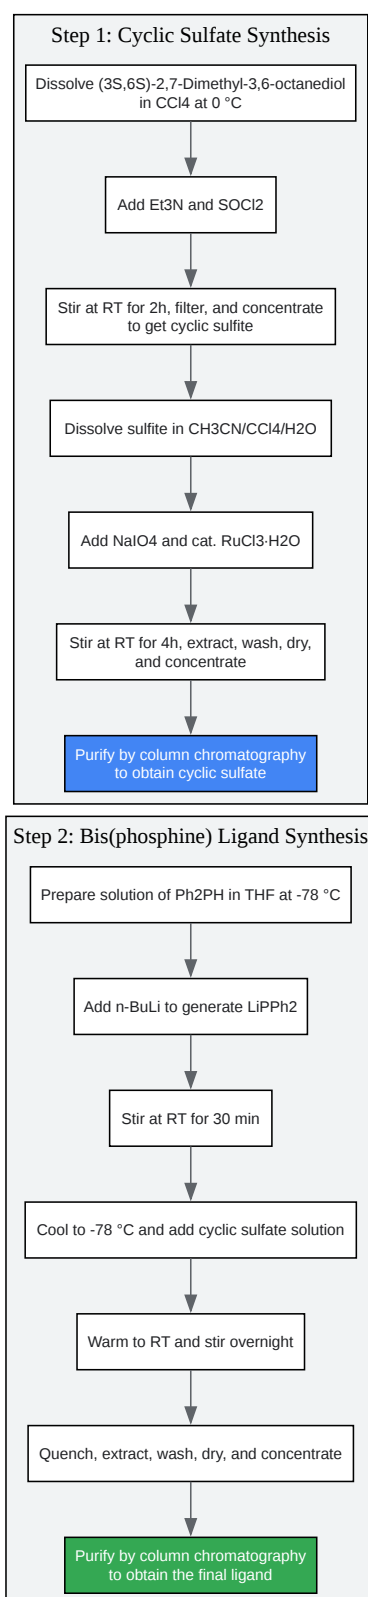 Step 1: Cyclic Sulfate Synthesis
Dissolve (3S,6S)-2,7-Dimethyl-3,6-octanediol
in CCl4 at 0 °C
Add Et3N and SOCl2
Stir at RT for 2h, filter, and concentrate
to get cyclic sulfite
Dissolve sulfite in CH3CN/CCl4/H2O
Add NaIO4 and cat. RuCl3·H2O
Stir at RT for 4h, extract, wash, dry,
and concentrate
Purify by column chromatography
to obtain cyclic sulfate
Step 2: Bis(phosphine) Ligand Synthesis
Prepare solution of Ph2PH in THF at -78 °C
Add n-BuLi to generate LiPPh2
Stir at RT for 30 min
Cool to -78 °C and add cyclic sulfate solution
Warm to RT and stir overnight
Quench, extract, wash, dry, and concentrate
Purify by column chromatography
to obtain the final ligand